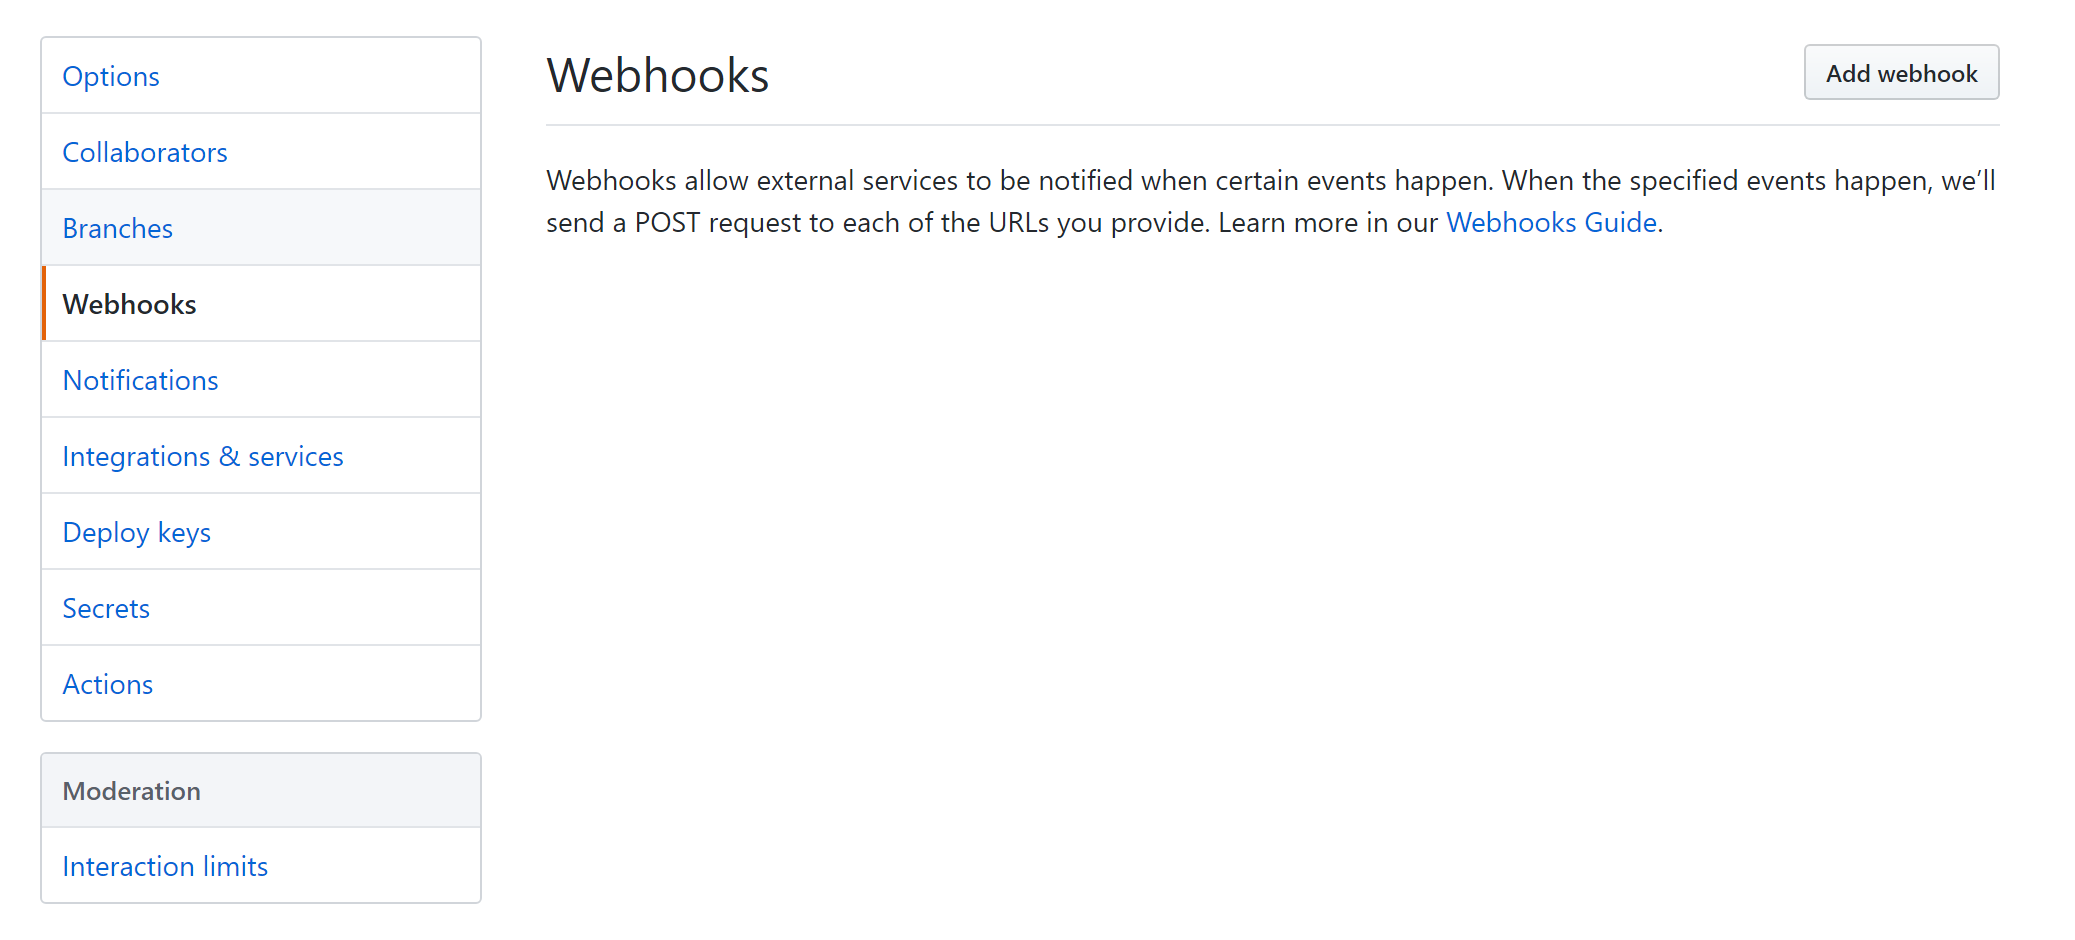 Options
Collaborators
Branches
Webhooks
Notifications
Integrations & services
Deploy keys
Secrets
Actions
Moderation
Interaction limits
Webhooks
Add webhook
Webhooks allow external services to be notified when certain events happen. When the specified events happen, we’ll
send a POST request to each of the URLs you provide. Learn more in our Webhooks Guide.